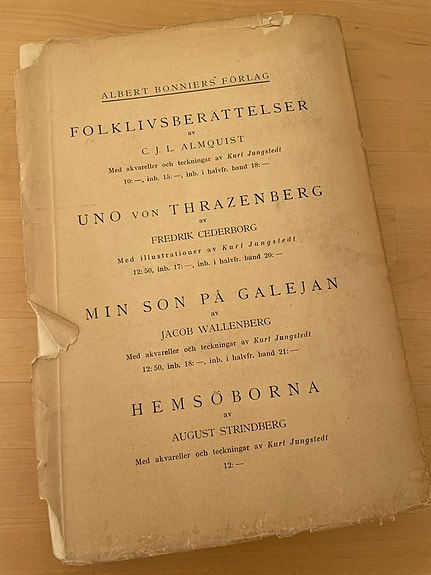 ALBERT BONNIERS FÖRLAG
FOLKLIVSBERÄTTELSER
av
C. J. L. ALMQUIST
Med akvareller och teckningar av Kurt Jungstedt
10:—, inb. 15:—, inb. i halvfr. band 18:—
UNO VON THRAZENBERG
av
FREDRIK CEDERBORG
Med illustrationer av Kurt Jungstedt
12:50, inb. 17:—, inb. i halvfr. band 20:—
MIN SON PÅ GALEJAN
av
JACOB WALLENBERG
Med akvareller och teckningar av Kurt Jungstedt
12:50, inb. 18:—, inb. i halvfr. band 21:—
HEMSÖBORNA
av
AUGUST STRINDBERG
Med akvareller och teckningar av Kurt Jungstedt
12:—